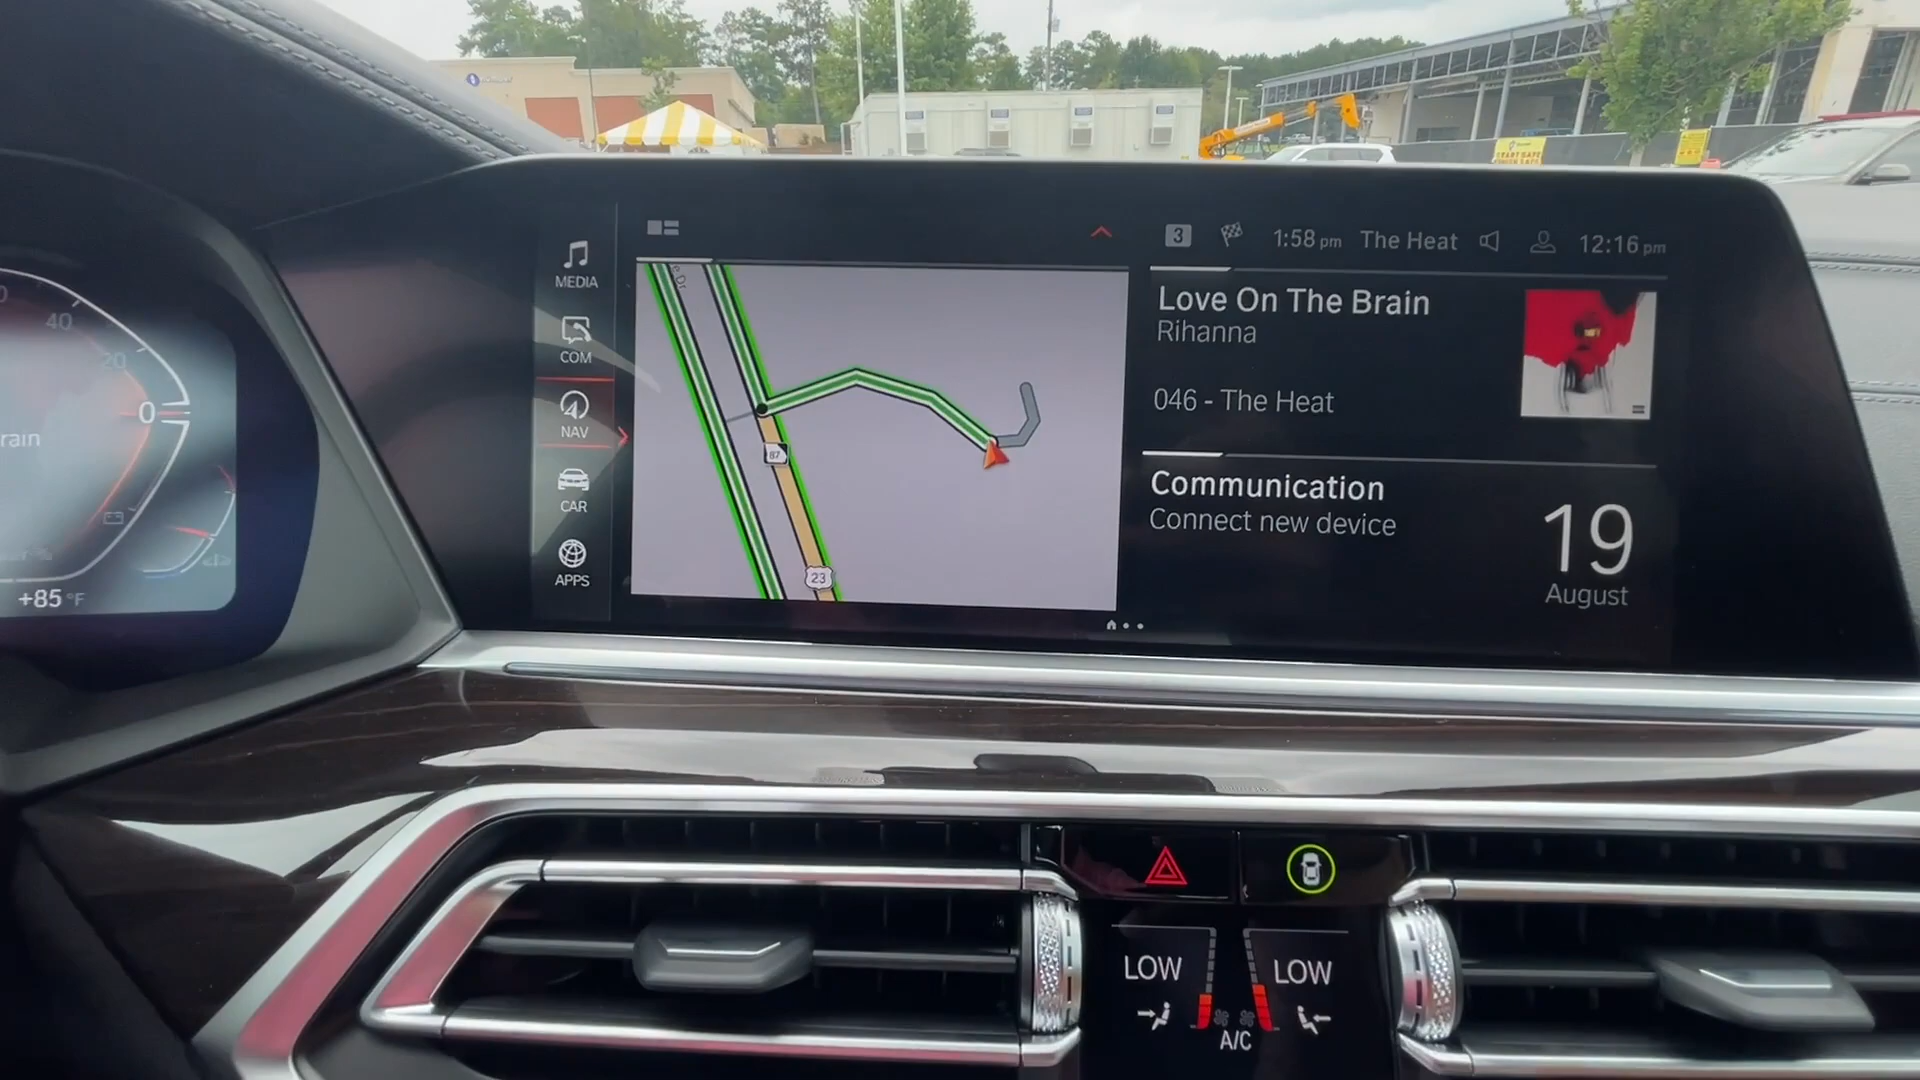 3 1:58 pm The Heat 12:16 pm
MEDIA
COM
NAV
CAR
APPS
87
23
Love On The Brain
Rihanna
046 - The Heat
Communication
Connect new device
19
August
40
20
0
rain
+85 °F
LOW LOW
A/C